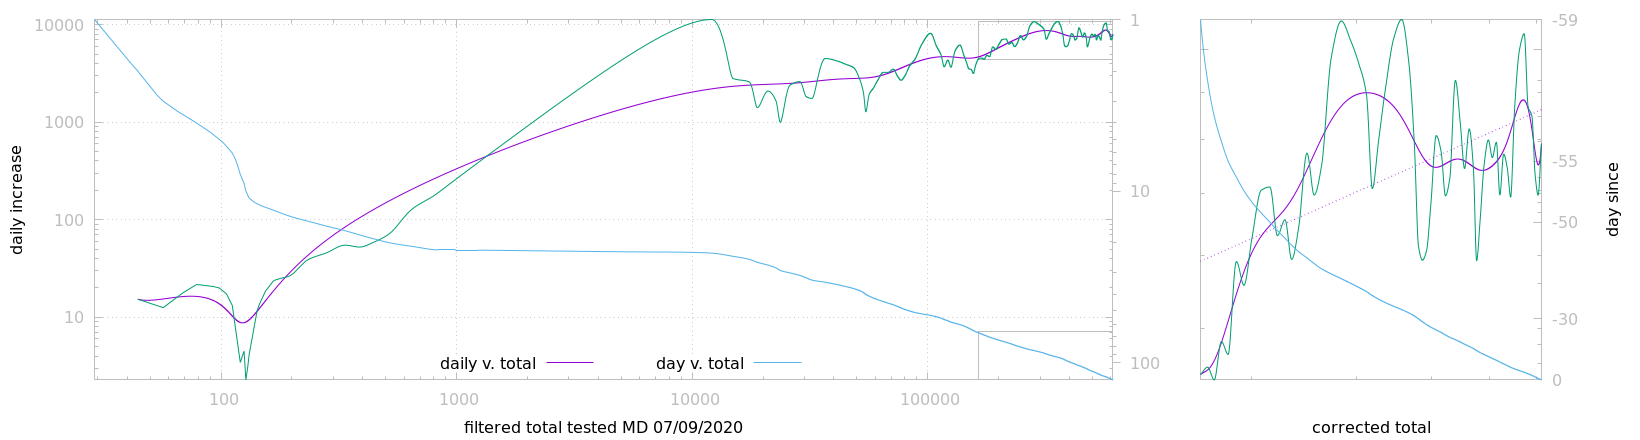 10000
1000
100
10
daily increase
100
1000
10000
100000
filtered total tested MD 07/09/2020
daily v. total
day v. total
1
10
100
-59
-55
-50
-30
0
day since
corrected total